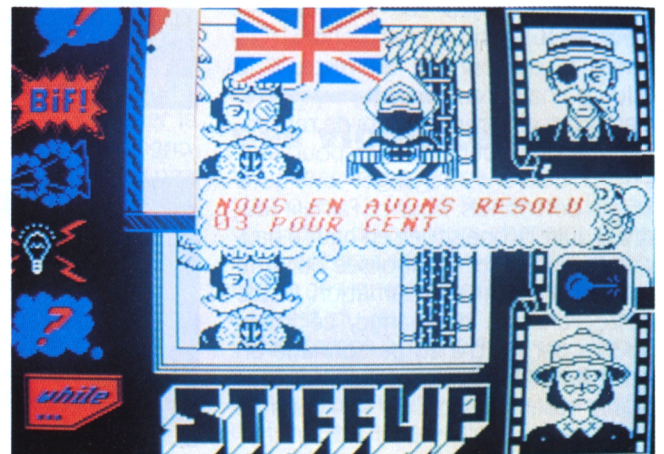 !
BiF!
NOUS EN AVONS RESOLU
03 POUR CENT
?
while
...
STIFFLIP